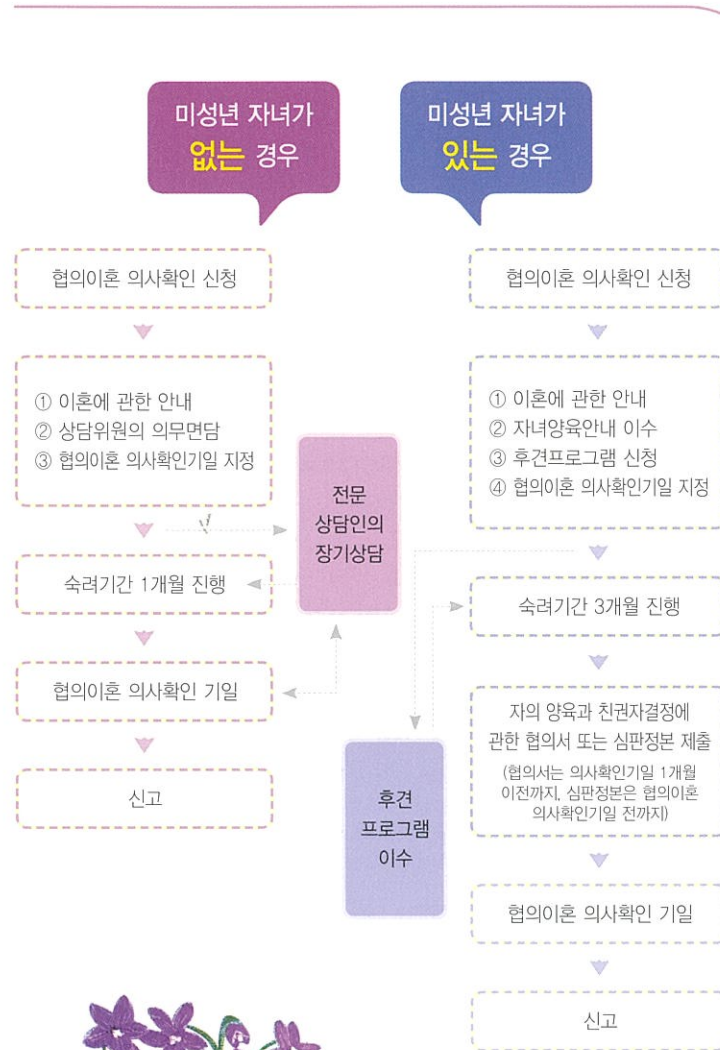 미성년 자녀가
없는 경우
미성년 자녀가
있는 경우
협의이혼 의사확인 신청
① 이혼에 관한 안내
② 상담위원의 의무면담
③ 협의이혼 의사확인기일 지정
숙려기간 1개월 진행
협의이혼 의사확인 기일
신고
전문
상담인의
장기상담
후견
프로그램
이수
협의이혼 의사확인 신청
① 이혼에 관한 안내
② 자녀양육안내 이수
③ 후견프로그램 신청
④ 협의이혼 의사확인기일 지정
숙려기간 3개월 진행
자의 양육과 친권자결정에
관한 협의서 또는 심판정본 제출
(협의서는 의사확인기일 1개월
이전까지, 심판정본은 협의이혼
의사확인기일 전까지)
협의이혼 의사확인 기일
신고